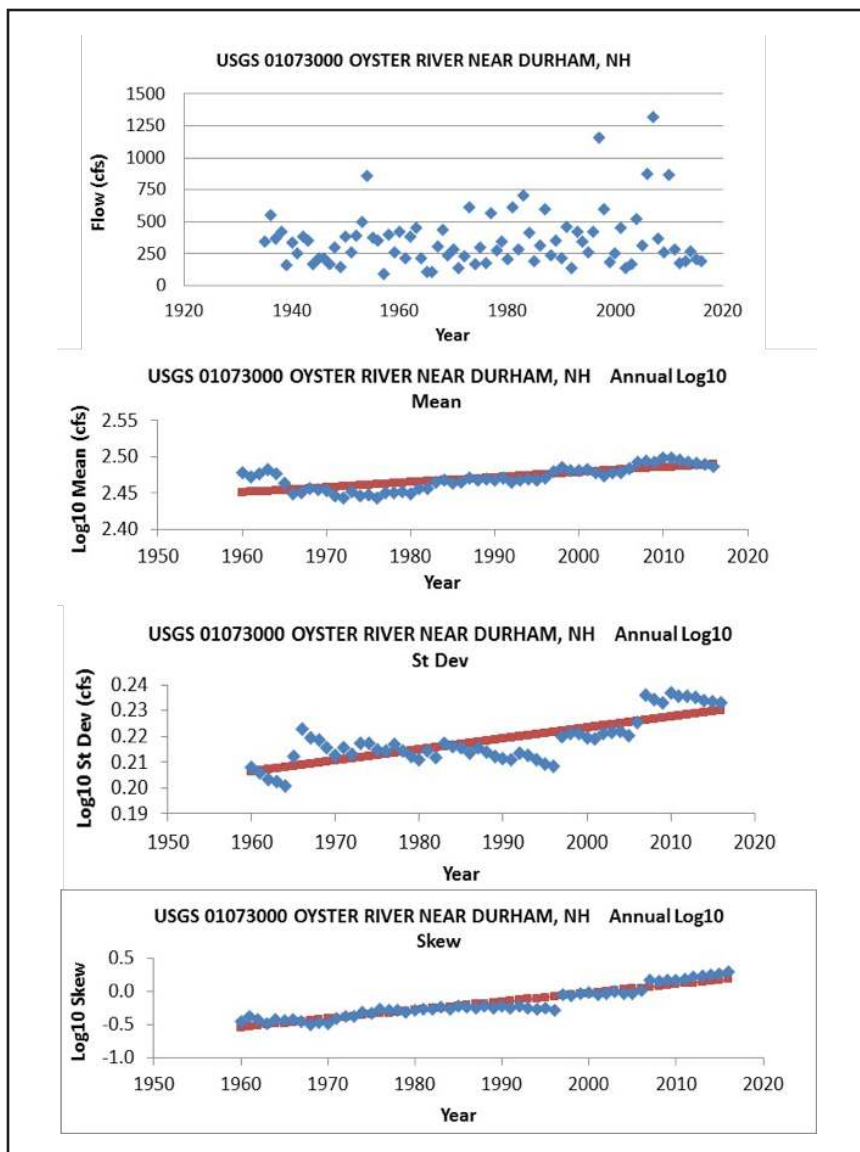 USGS 01073000 OYSTER RIVER NEAR DURHAM, NH
1500
1250
1000
750
500
250
0
Flow (cfs)
1920 1940 1960 1980 2000 2020
Year
USGS 01073000 OYSTER RIVER NEAR DURHAM, NH Annual Log10
Mean
2.55
2.50
2.45
2.40
Log10 Mean (cfs)
1950 1960 1970 1980 1990 2000 2010 2020
Year
USGS 01073000 OYSTER RIVER NEAR DURHAM, NH Annual Log10
St Dev
0.24
0.23
0.22
0.21
0.20
0.19
Log10 St Dev (cfs)
1950 1960 1970 1980 1990 2000 2010 2020
Year
USGS 01073000 OYSTER RIVER NEAR DURHAM, NH Annual Log10
Skew
0.5
0.0
-0.5
-1.0
Log10 Skew
1950 1960 1970 1980 1990 2000 2010 2020
Year